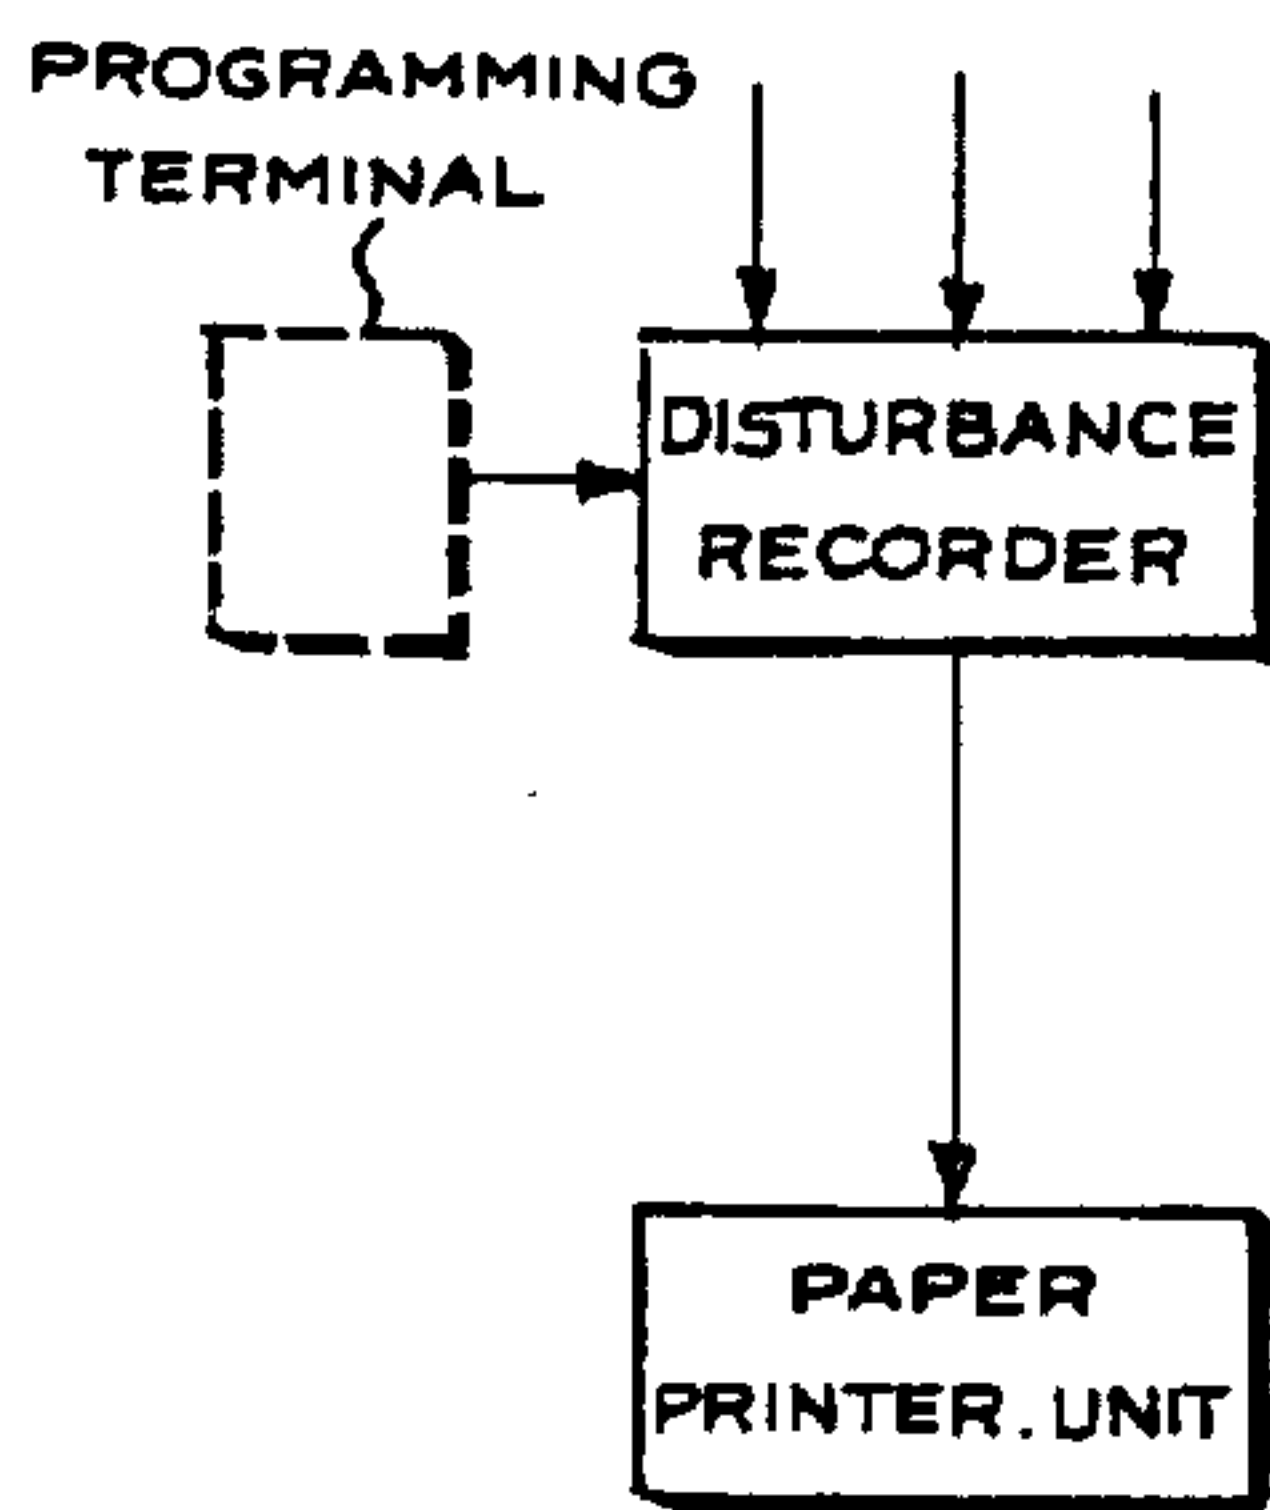 PROGRAMMING
TERMINAL
DISTURBANCE
RECORDER
PAPER
PRINTER.UNIT